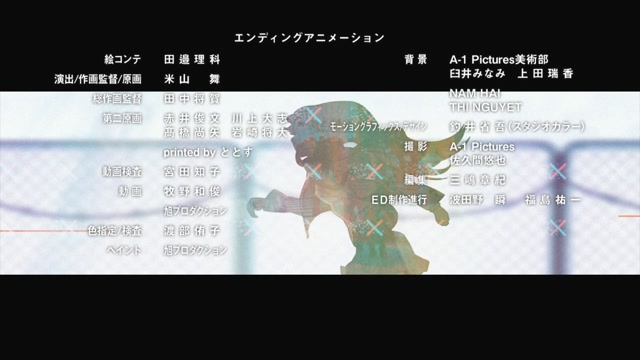 エンディングアニメーション
絵コンテ 田邉理科
演出/作画監督/原画 米山 舞
総作画監督 田中将賀
第二原画 赤井俊文 川上大志
髙橋尚矢 岩﨑将太
printed by ととす
動画検査 宮田知子
動画 牧野和俊
旭プロダクション
色指定/検査 渡部侑子
ペイント 旭プロダクション
背景 A-1 Pictures美術部
臼井みなみ 上田瑞香
NAM HAI
THI NGUYET
モーショングラフィックスデザイン 釣井省吾(スタジオカラー)
撮影 A-1 Pictures
佐久間悠也
編集 三嶋章紀
ED制作進行 波田野 瞬 福島祐一